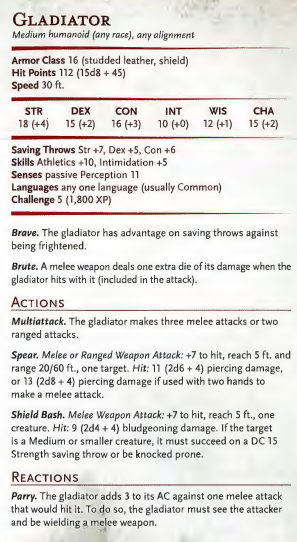 GLADIATOR
Medium humanoid (any race), any alignment
Armor Class 16 (studded leather, shield)
Hit Points 112 (15d8 + 45)
Speed 30 ft.
STR DEX CON INT WIS CHA
18 (+4) 15 (+2) 16 (+3) 10 (+0) 12 (+1) 15 (+2)
Saving Throws Str +7, Dex +5, Con +6
Skills Athletics +10, Intimidation +5
Senses passive Perception 11
Languages any one language (usually Common)
Challenge 5 (1,800 XP)
Brave. The gladiator has advantage on saving throws against
being frightened.
Brute. A melee weapon deals one extra die of its damage when the
gladiator hits with it (included in the attack).
ACTIONS
Multiattack. The gladiator makes three melee attacks or two
ranged attacks.
Spear. Melee or Ranged Weapon Attack: +7 to hit, reach 5 ft. and
range 20/60 ft., one target. Hit: 11 (2d6 + 4) piercing damage,
or 13 (2d8 + 4) piercing damage if used with two hands to
make a melee attack.
Shield Bash. Melee Weapon Attack: +7 to hit, reach 5 ft., one
creature. Hit: 9 (2d4 + 4) bludgeoning damage. If the target
is a Medium or smaller creature, it must succeed on a DC 15
Strength saving throw or be knocked prone.
REACTIONS
Parry. The gladiator adds 3 to its AC against one melee attack
that would hit it. To do so, the gladiator must see the attacker
and be wielding a melee weapon.